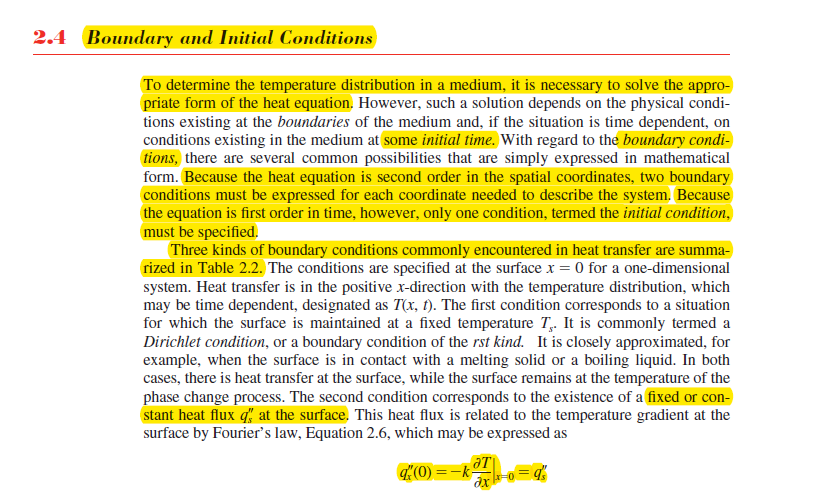 2.4 Boundary and Initial Conditions
To determine the temperature distribution in a medium, it is necessary to solve the appro-
priate form of the heat equation. However, such a solution depends on the physical condi-
tions existing at the boundaries of the medium and, if the situation is time dependent, on
conditions existing in the medium at some initial time. With regard to the boundary condi-
tions, there are several common possibilities that are simply expressed in mathematical
form. Because the heat equation is second order in the spatial coordinates, two boundary
conditions must be expressed for each coordinate needed to describe the system. Because
the equation is first order in time, however, only one condition, termed the initial condition,
must be specified.
Three kinds of boundary conditions commonly encountered in heat transfer are summa-
rized in Table 2.2. The conditions are specified at the surface x = 0 for a one-dimensional
system. Heat transfer is in the positive x-direction with the temperature distribution, which
may be time dependent, designated as T(x, t). The first condition corresponds to a situation
for which the surface is maintained at a fixed temperature Tₛ. It is commonly termed a
Dirichlet condition, or a boundary condition of the rst kind. It is closely approximated, for
example, when the surface is in contact with a melting solid or a boiling liquid. In both
cases, there is heat transfer at the surface, while the surface remains at the temperature of the
phase change process. The second condition corresponds to the existence of a fixed or con-
stant heat flux q″ₛ at the surface. This heat flux is related to the temperature gradient at the
surface by Fourier's law, Equation 2.6, which may be expressed as
q″ₓ(0) = −k ∂T/∂x|ₓ₌₀ = q″ₛ